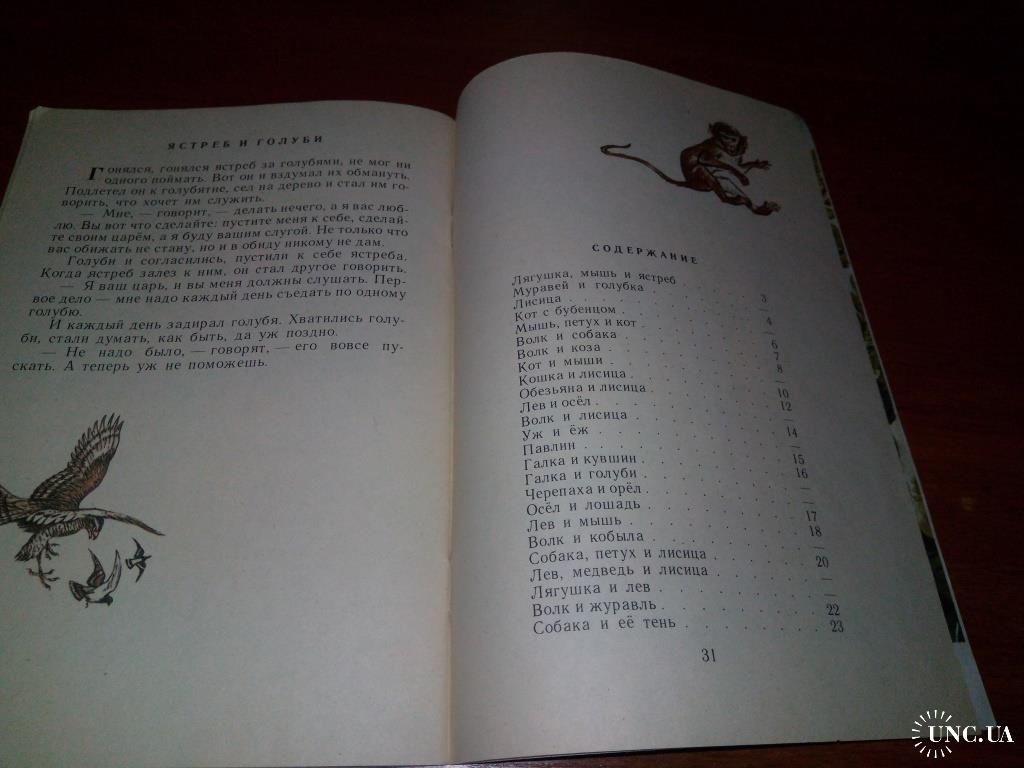 ЯСТРЕБ И ГОЛУБИ
Гонялся, гонялся ястреб за голубями, не мог ни
одного поймать. Вот он и вздумал их обмануть.
Подлетел он к голубятне, сел на дерево и стал им го-
ворить, что хочет им служить.
— Мне, — говорит, — делать нечего, а я вас люб-
лю. Вы вот что сделайте: пустите меня к себе, сделай-
те своим царём, а я буду вашим слугой. Не только что
вас обижать не стану, но и в обиду никому не дам.
Голуби и согласились, пустили к себе ястреба.
Когда ястреб залез к ним, он стал другое говорить.
— Я ваш царь, и вы меня должны слушать. Пер-
вое дело — мне надо каждый день съедать по одному
голубю.
И каждый день задирал голубя. Хватились голу-
би, стали думать, как быть, да уж поздно.
— Не надо было, — говорят, — его вовсе пу-
скать. А теперь уж не поможешь.
СОДЕРЖАНИЕ
Лягушка, мышь и ястреб . . . . 3
Муравей и голубка . . . . —
Лисица . . . . 4
Кот с бубенцом . . . . —
Мышь, петух и кот . . . . 6
Волк и собака . . . . 7
Волк и коза . . . . 8
Кот и мыши . . . . —
Кошка и лисица . . . . 10
Обезьяна и лисица . . . . 12
Лев и осёл . . . . —
Волк и лисица . . . . 14
Уж и ёж . . . . —
Павлин . . . . 15
Галка и кувшин . . . . 16
Галка и голуби . . . . —
Черепаха и орёл . . . . —
Осёл и лошадь . . . . 17
Лев и мышь . . . . 18
Волк и кобыла . . . . —
Собака, петух и лисица . . . . 20
Лев, медведь и лисица . . . . —
Лягушка и лев . . . . —
Волк и журавль . . . . 22
Собака и её тень . . . . 23
31
UNC.UA